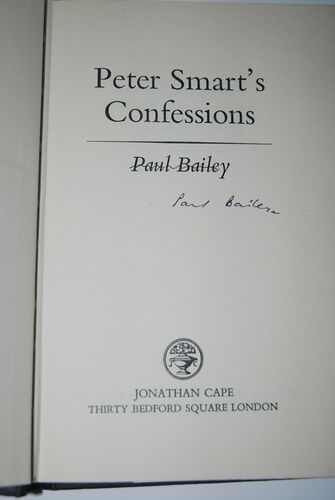 Peter Smart's
Confessions
Paul Bailey
Paul Bailey
JONATHAN CAPE
THIRTY BEDFORD SQUARE LONDON